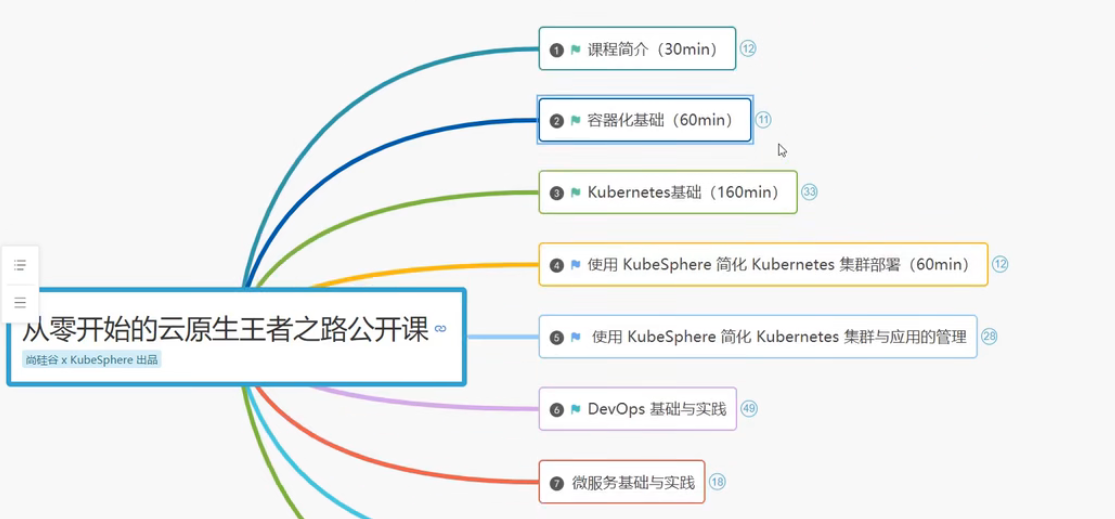 1 课程简介（30min） 12
2 容器化基础（60min） 11
3 Kubernetes基础（160min） 33
4 使用 KubeSphere 简化 Kubernetes 集群部署（60min） 12
从零开始的云原生王者之路公开课
尚硅谷 x KubeSphere 出品
5 使用 KubeSphere 简化 Kubernetes 集群与应用的管理 28
6 DevOps 基础与实践 49
7 微服务基础与实践 18